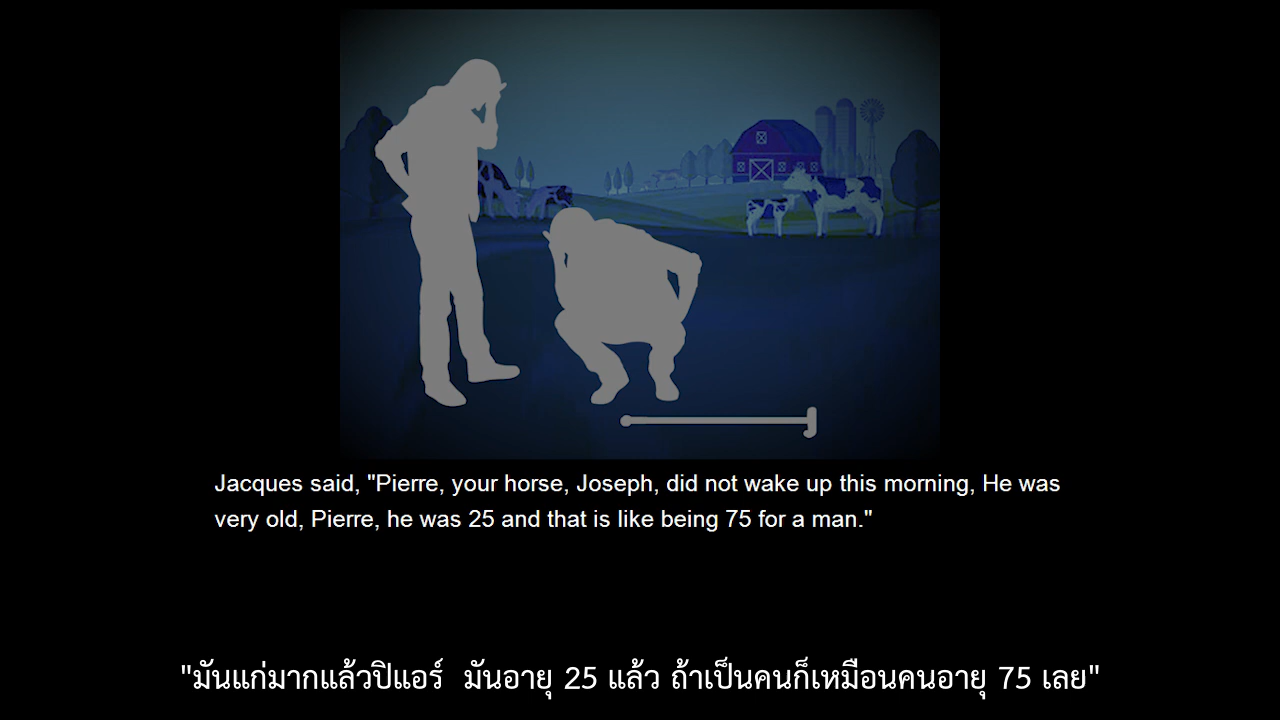 Jacques said, "Pierre, your horse, Joseph, did not wake up this morning, He was
very old, Pierre, he was 25 and that is like being 75 for a man."
"มันแก่มากแล้วปิแอร์  มันอายุ 25 แล้ว ถ้าเป็นคนก็เหมือนคนอายุ 75 เลย"